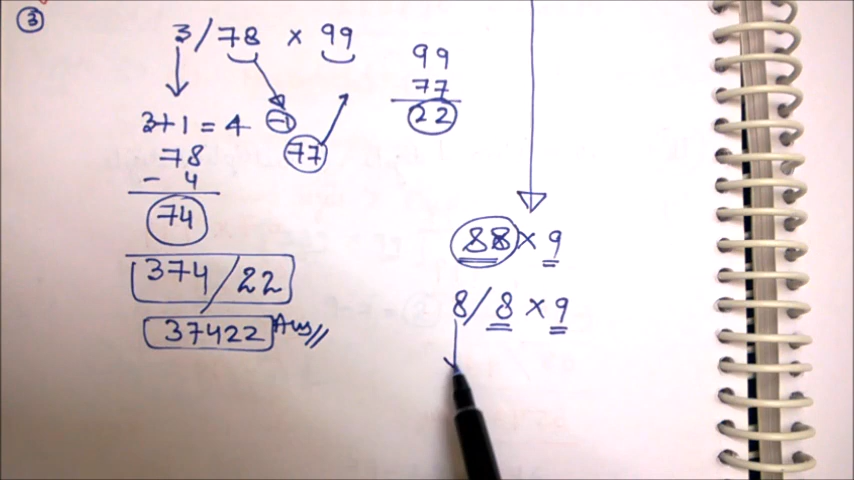 3
3/78 × 99
3+1 = 4
-1
77
78
- 4
74
374/22
37422 Ans//
99
77
22
88 × 9
8/8 × 9